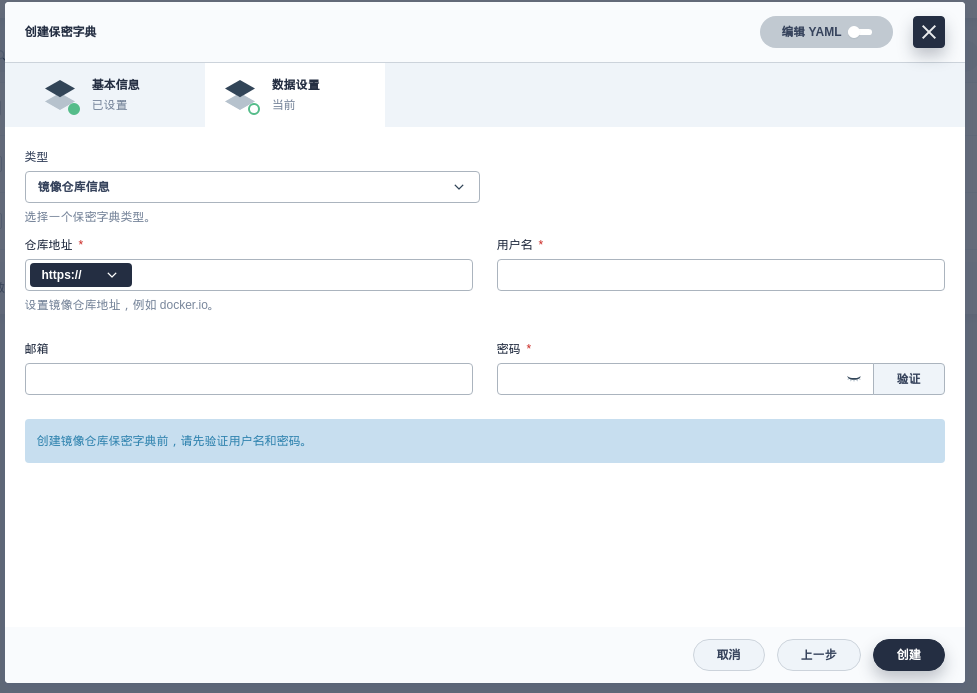 创建保密字典
编辑 YAML
基本信息
已设置
数据设置
当前
类型
镜像仓库信息
选择一个保密字典类型。
仓库地址 *
用户名 *
https://
设置镜像仓库地址，例如 docker.io。
邮箱
密码 *
验证
创建镜像仓库保密字典前，请先验证用户名和密码。
取消
上一步
创建